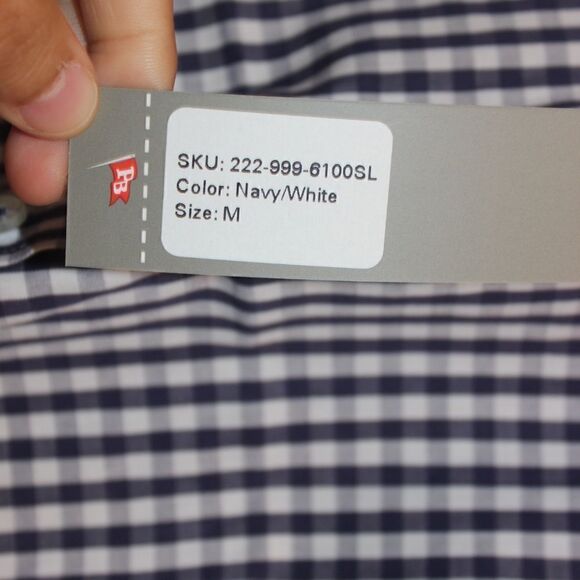 SKU: 222-999-6100SL
Color: Navy/White
Size: M